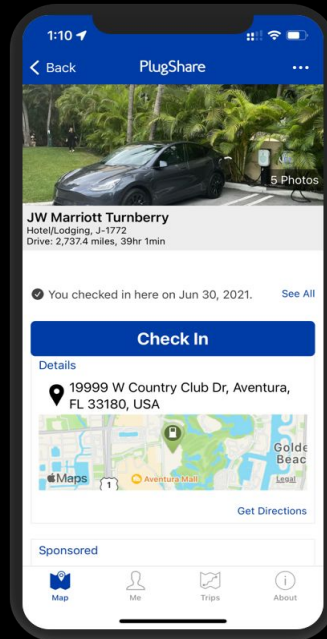 1:10
Back
PlugShare
5 Photos
JW Marriott Turnberry
Hotel/Lodging, J-1772
Drive: 2,737.4 miles, 39hr 1min
You checked in here on Jun 30, 2021.
See All
Check In
Details
19999 W Country Club Dr, Aventura,
FL 33180, USA
Golde
Beac
Maps
1
Aventura Mall
Legal
Get Directions
Sponsored
Map
Me
Trips
About